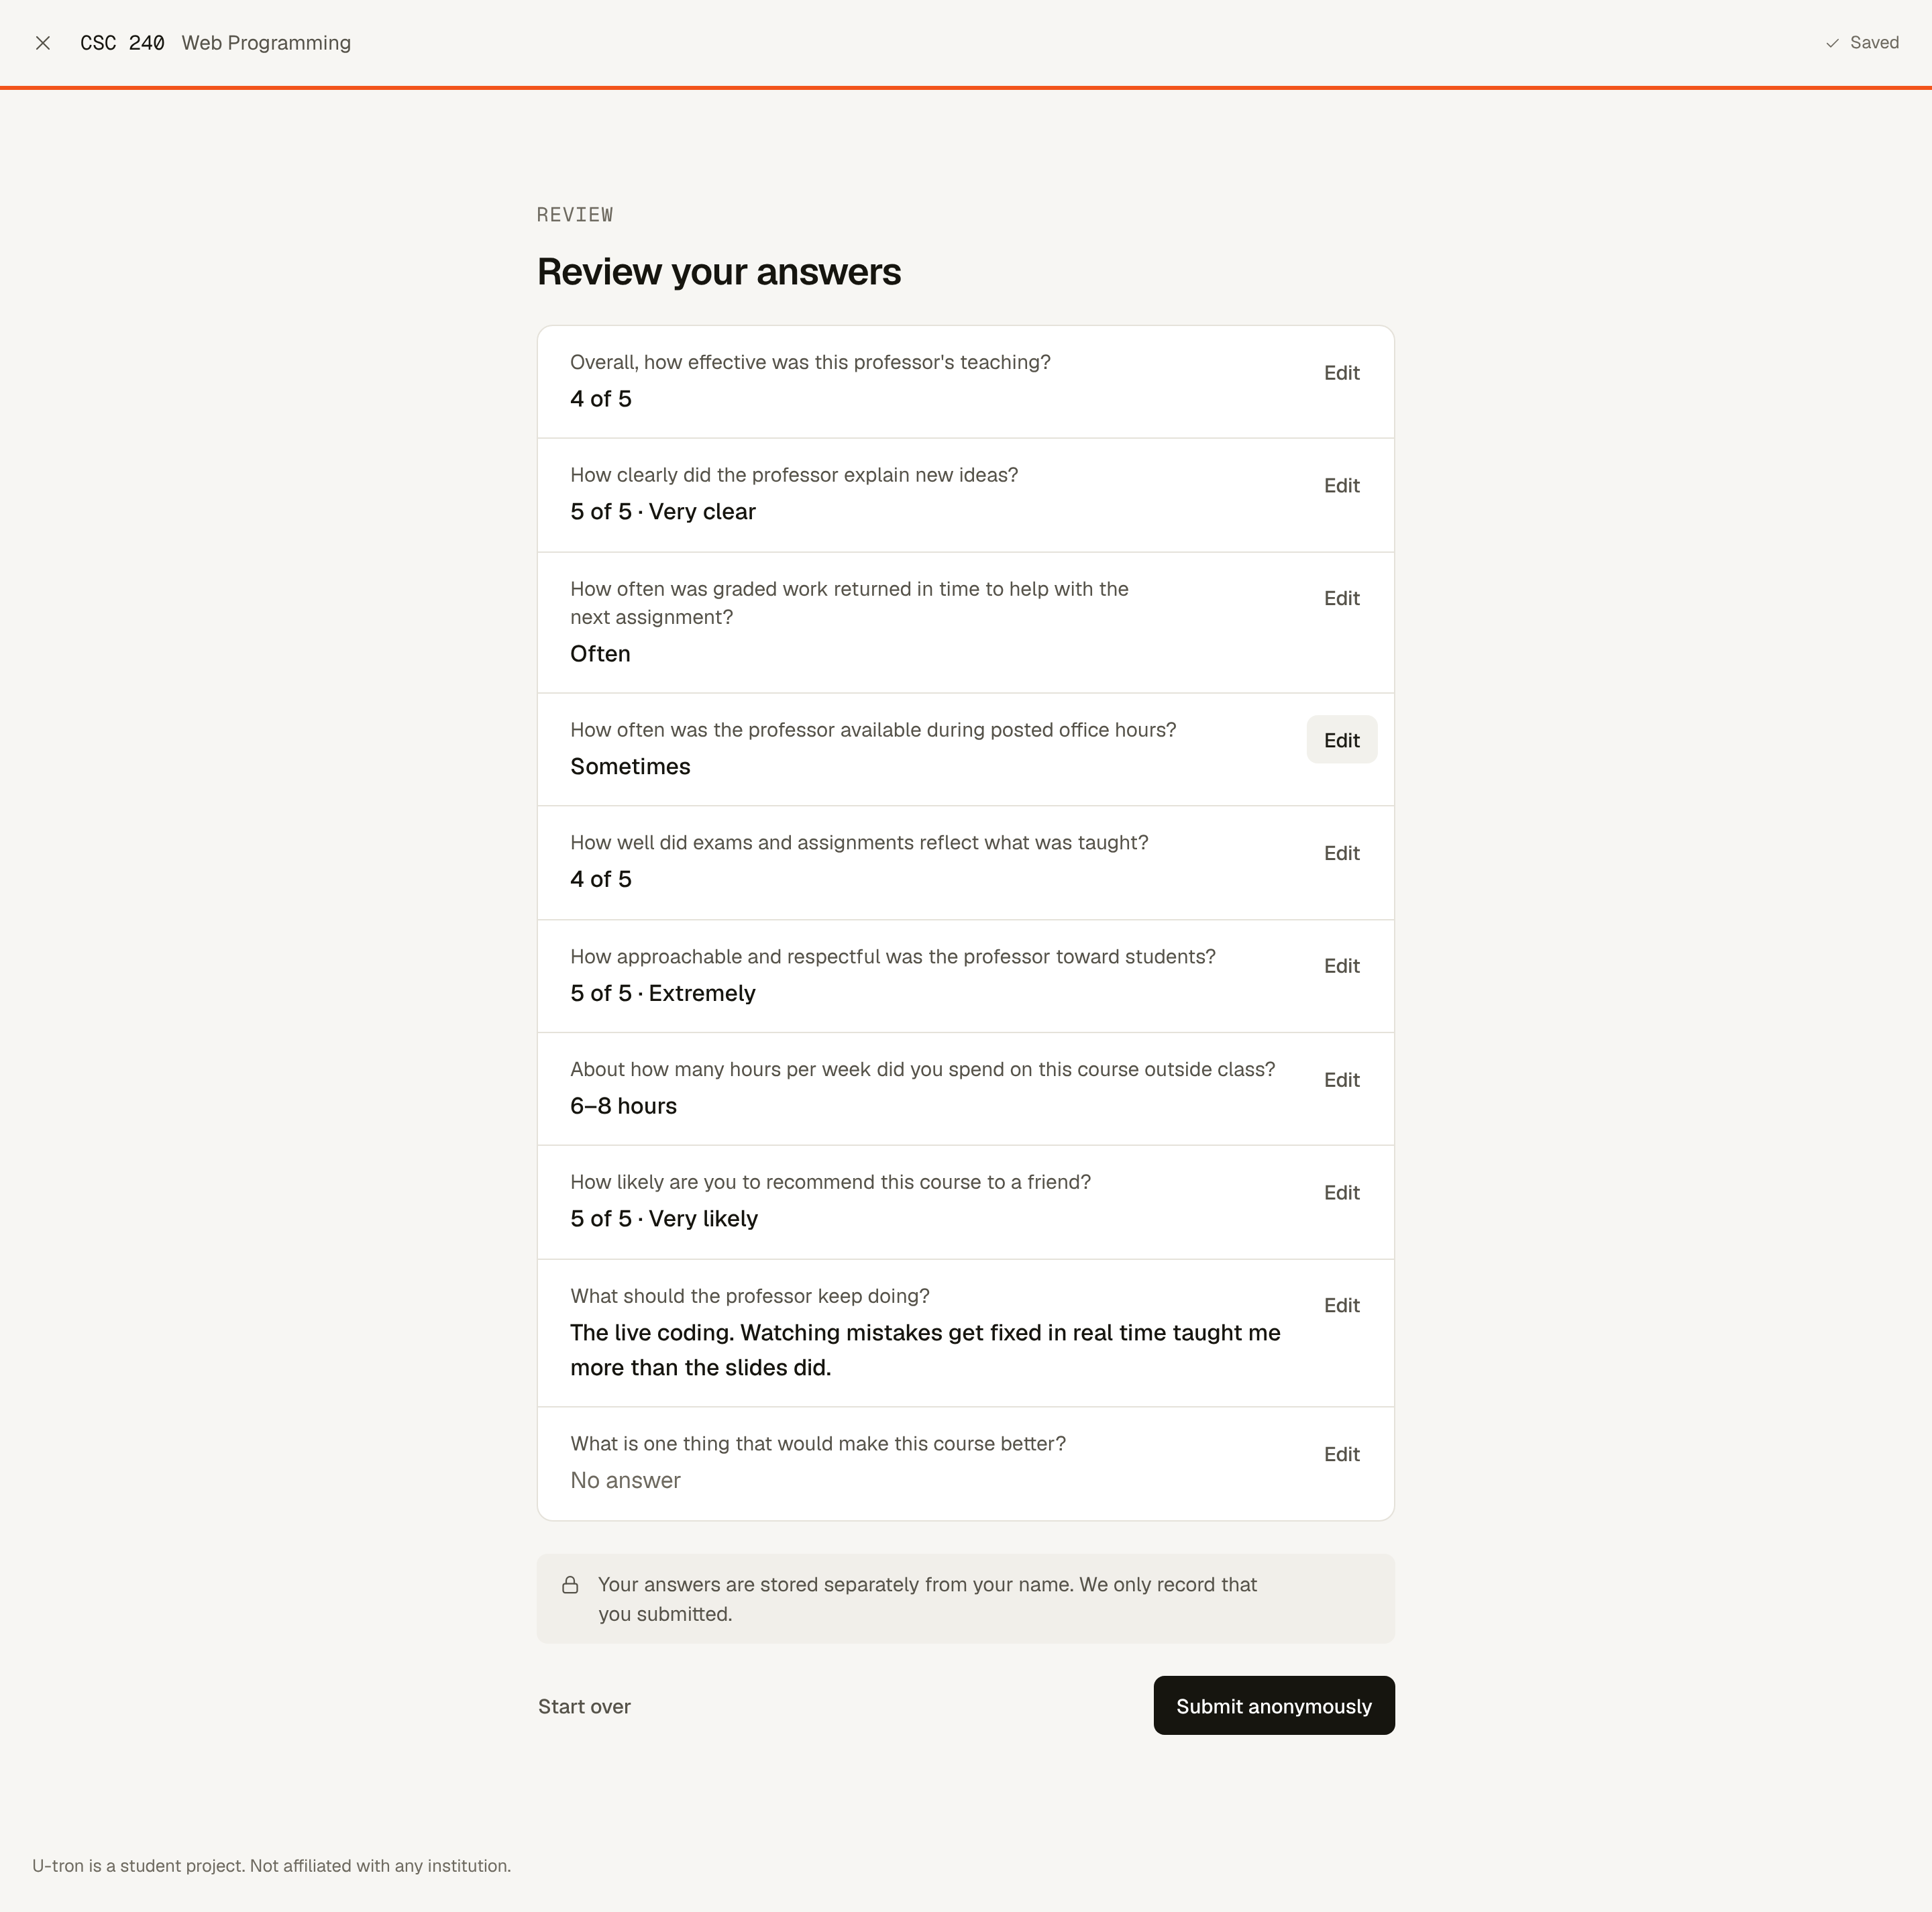 CSC 240 Web Programming
Saved
REVIEW
Review your answers
Overall, how effective was this professor's teaching?
Edit
4 of 5
How clearly did the professor explain new ideas?
Edit
5 of 5 · Very clear
How often was graded work returned in time to help with the
next assignment?
Edit
Often
How often was the professor available during posted office hours?
Edit
Sometimes
How well did exams and assignments reflect what was taught?
Edit
4 of 5
How approachable and respectful was the professor toward students?
Edit
5 of 5 · Extremely
About how many hours per week did you spend on this course outside class?
Edit
6–8 hours
How likely are you to recommend this course to a friend?
Edit
5 of 5 · Very likely
What should the professor keep doing?
Edit
The live coding. Watching mistakes get fixed in real time taught me
more than the slides did.
What is one thing that would make this course better?
Edit
No answer
Your answers are stored separately from your name. We only record that
you submitted.
Start over
Submit anonymously
U-tron is a student project. Not affiliated with any institution.